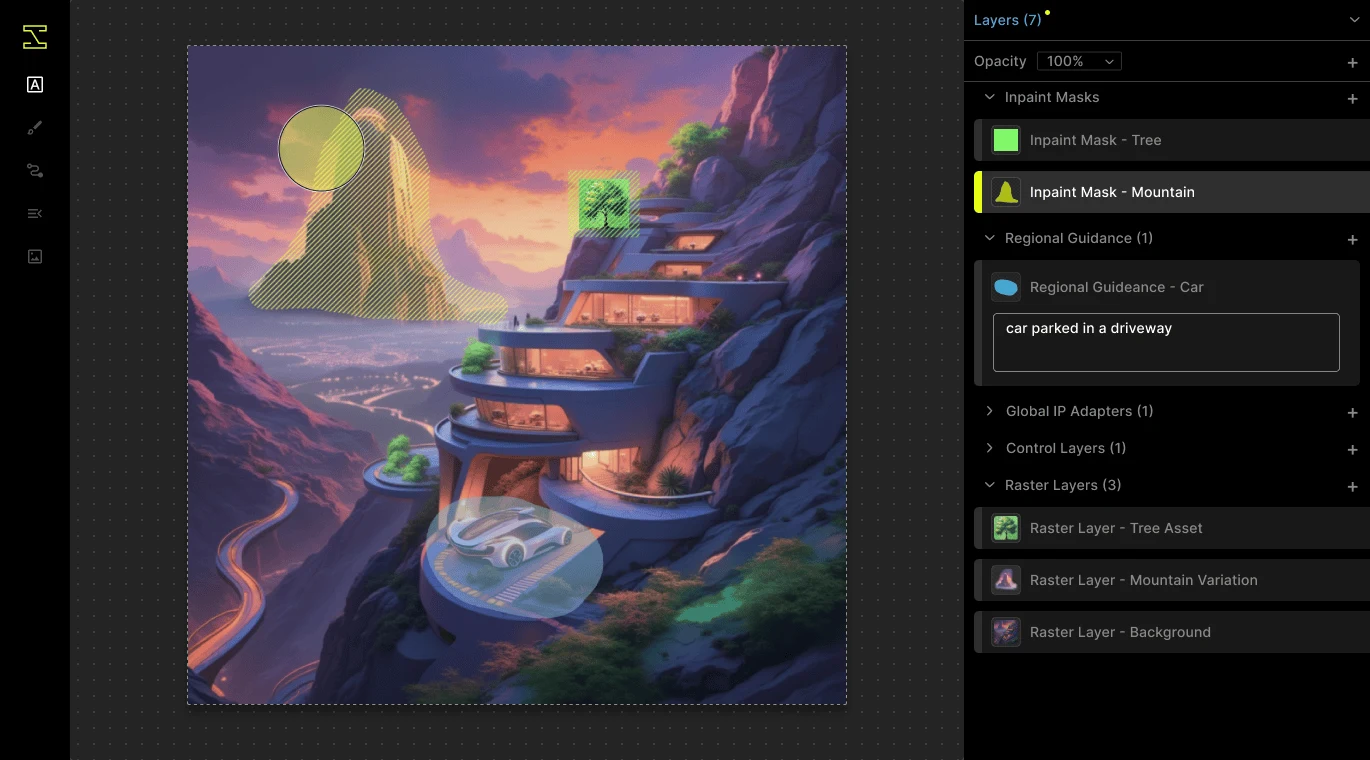 A
Layers (7)
Opacity 100%
Inpaint Masks
Inpaint Mask - Tree
Inpaint Mask - Mountain
Regional Guidance (1)
Regional Guideance - Car
car parked in a driveway
Global IP Adapters (1)
Control Layers (1)
Raster Layers (3)
Raster Layer - Tree Asset
Raster Layer - Mountain Variation
Raster Layer - Background